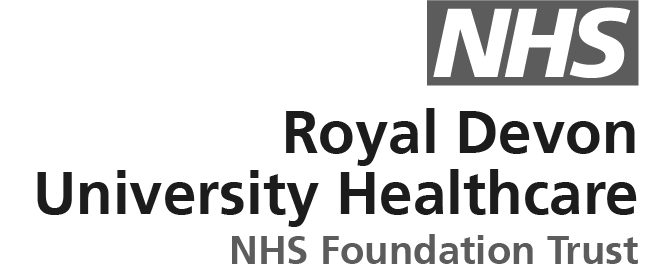 NHS
Royal Devon
University Healthcare
NHS Foundation Trust